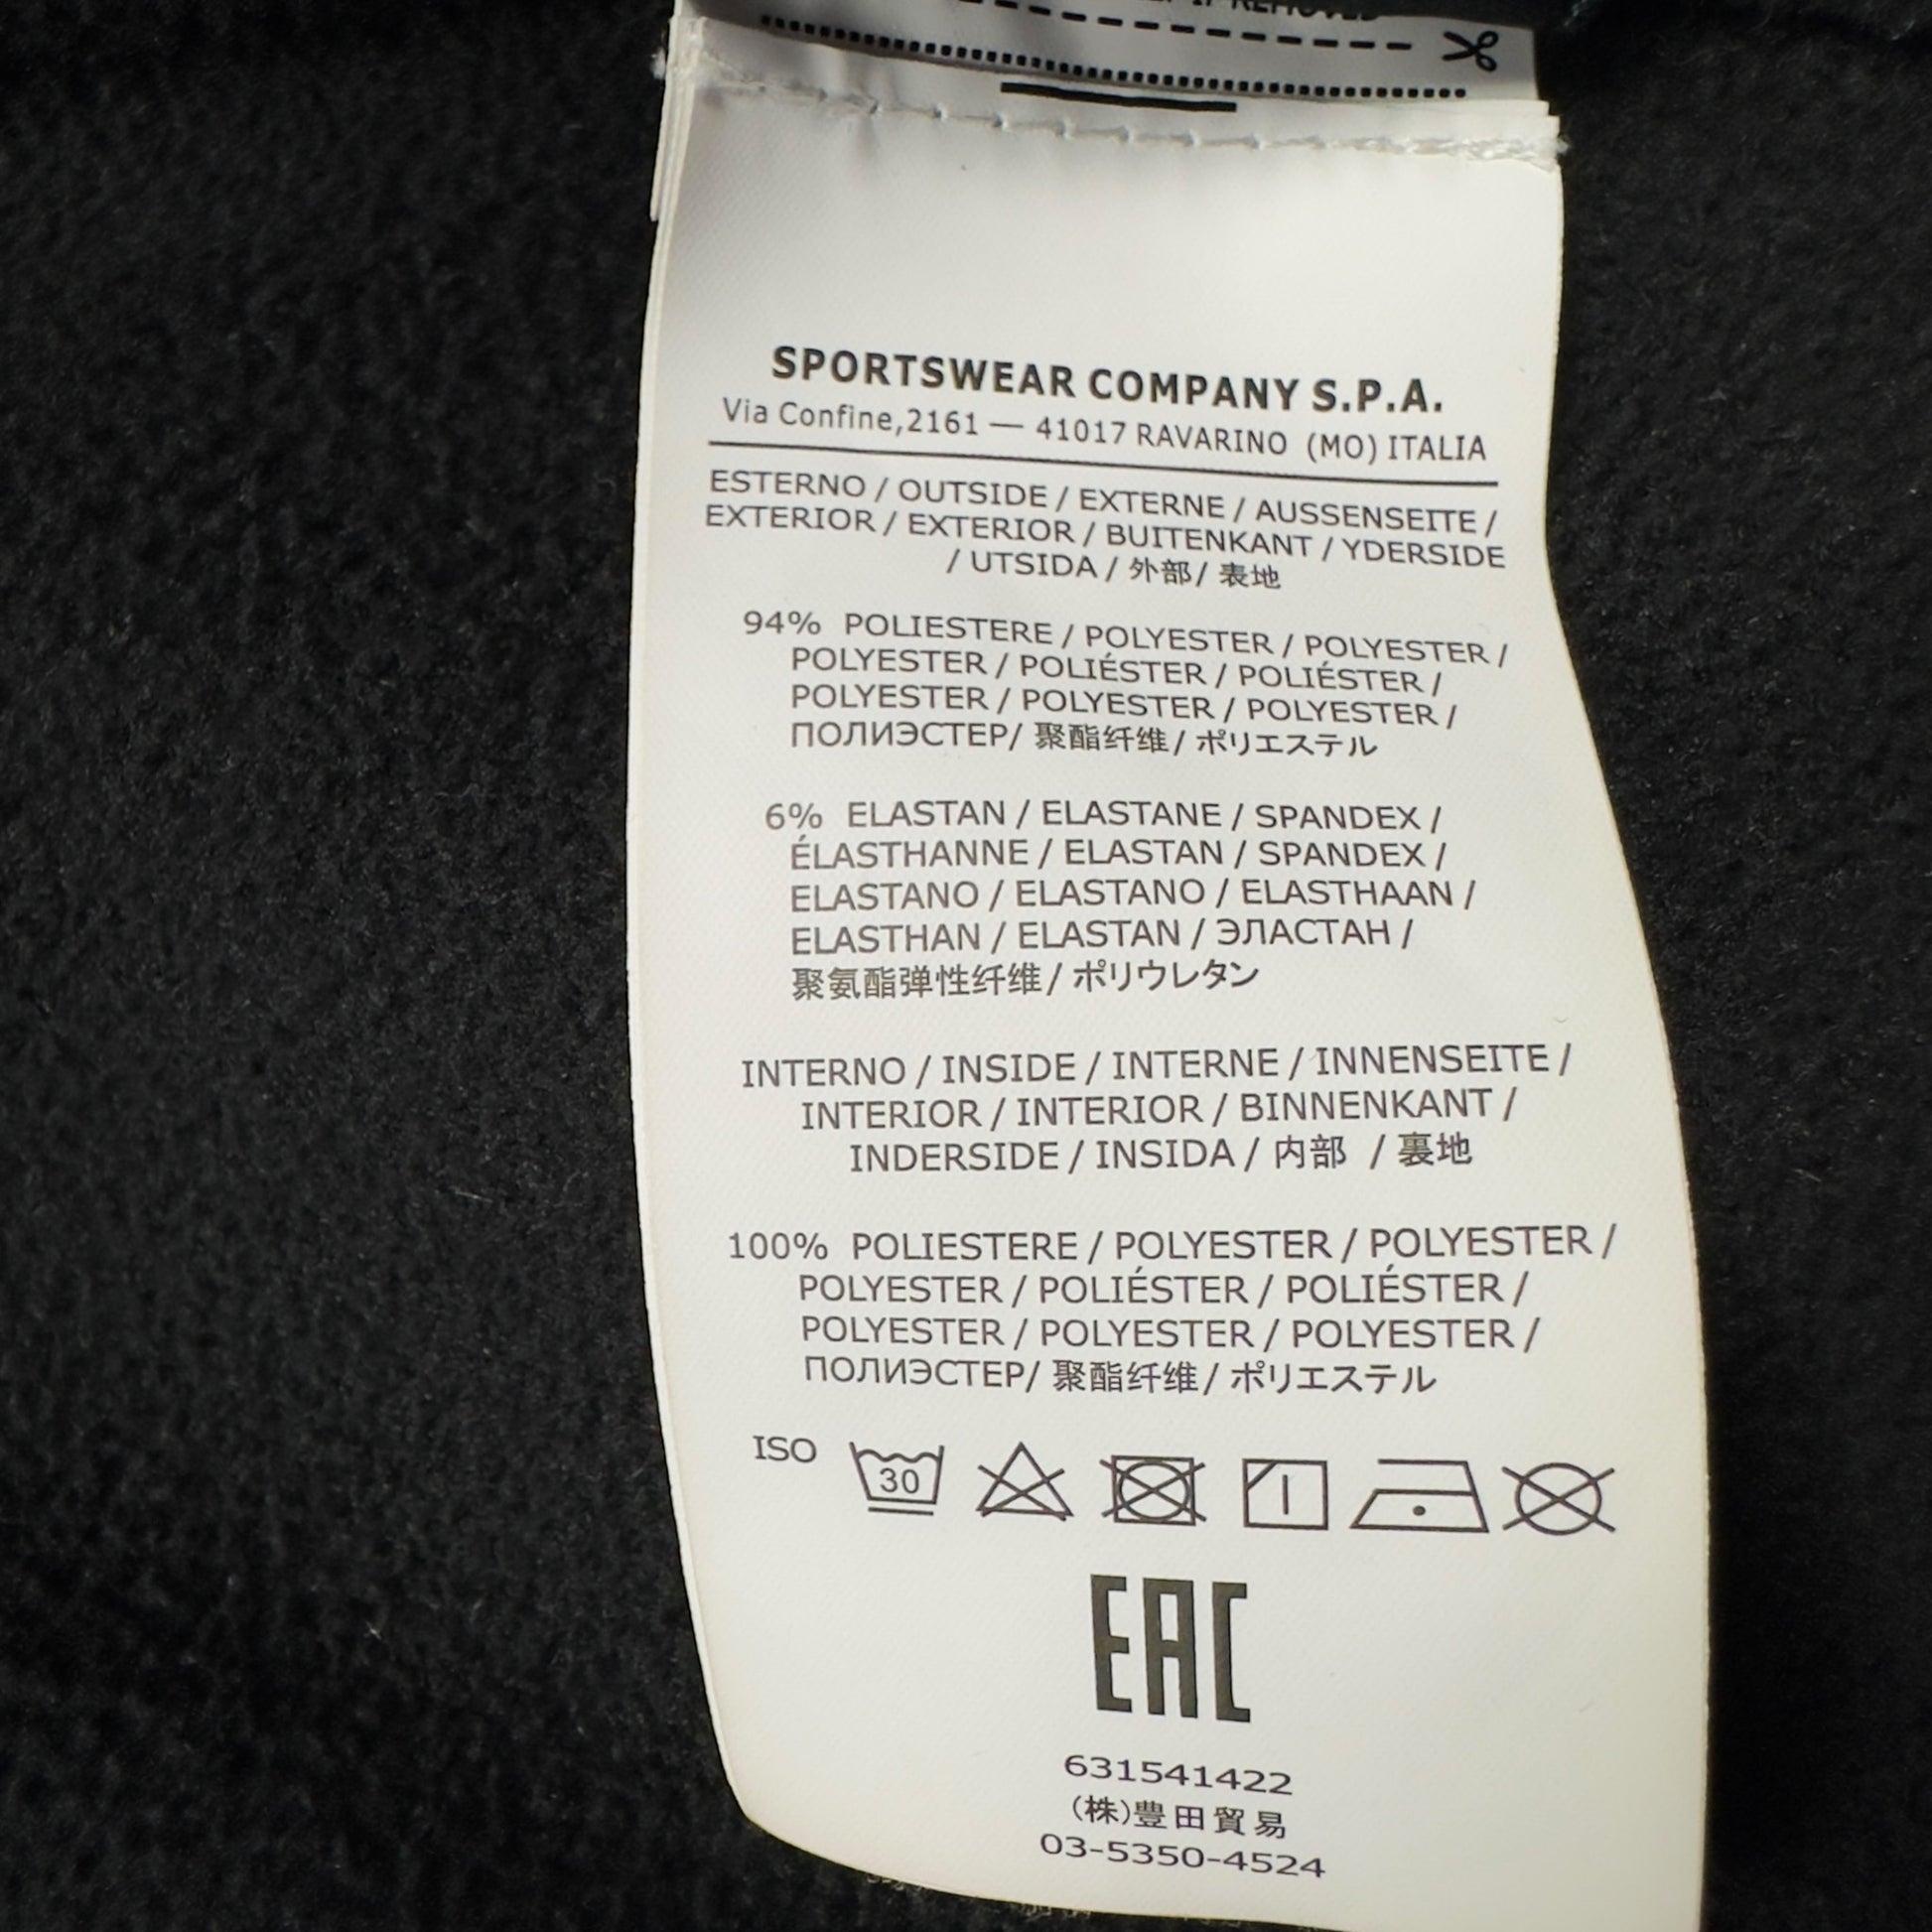 IF REMOVED
SPORTSWEAR COMPANY S.P.A.
Via Confine,2161 — 41017 RAVARINO (MO) ITALIA
ESTERNO / OUTSIDE / EXTERNE / AUSSENSEITE /
EXTERIOR / EXTERIOR / BUITENKANT / YDERSIDE
/ UTSIDA / 外部/ 表地
94% POLIESTERE / POLYESTER / POLYESTER /
POLYESTER / POLIÉSTER / POLIÉSTER /
POLYESTER / POLYESTER / POLYESTER /
ПОЛИЭСТЕР/ 聚酯纤维/ ポリエステル
6% ELASTAN / ELASTANE / SPANDEX /
ÉLASTHANNE / ELASTAN / SPANDEX /
ELASTANO / ELASTANO / ELASTHAAN /
ELASTHAN / ELASTAN / ЭЛАСТАН /
聚氨酯弹性纤维/ ポリウレタン
INTERNO / INSIDE / INTERNE / INNENSEITE /
INTERIOR / INTERIOR / BINNENKANT /
INDERSIDE / INSIDA / 内部 / 裏地
100% POLIESTERE / POLYESTER / POLYESTER /
POLYESTER / POLIÉSTER / POLIÉSTER /
POLYESTER / POLYESTER / POLYESTER /
ПОЛИЭСТЕР/ 聚酯纤维/ ポリエステル
ISO 30
EAC
631541422
(株)豊田貿易
03-5350-4524